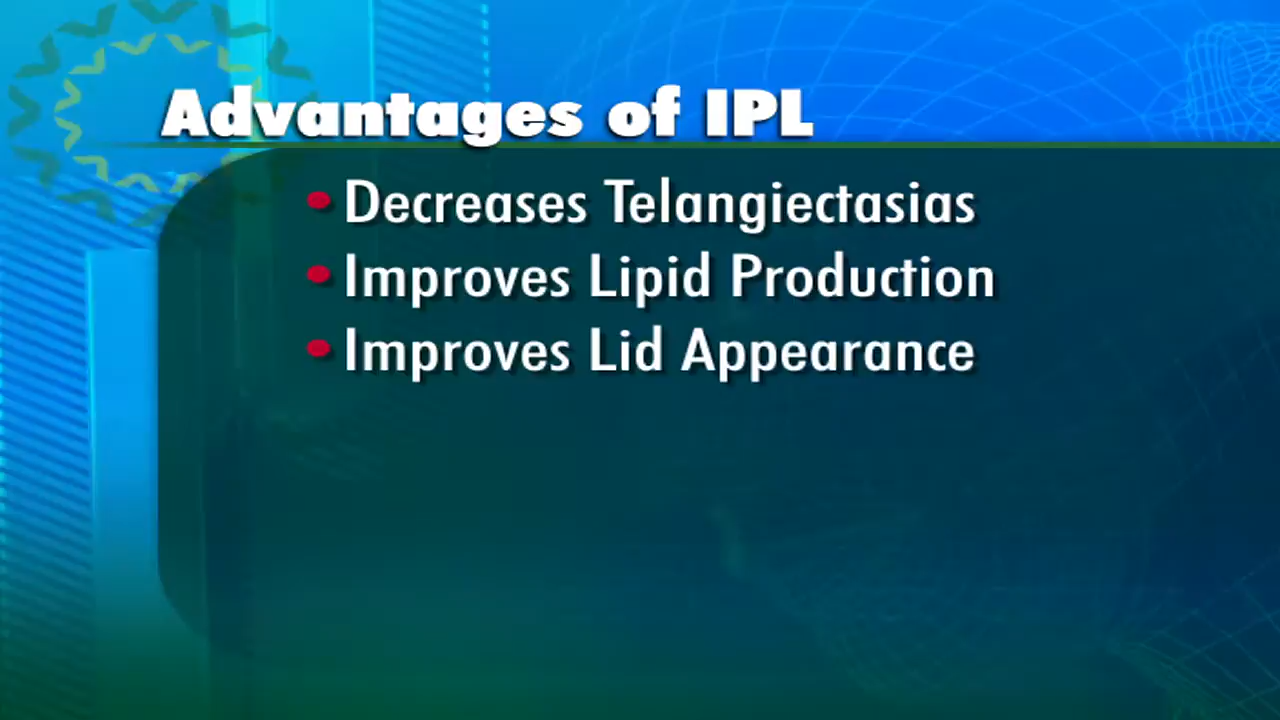 Advantages of IPL
• Decreases Telangiectasias
• Improves Lipid Production
• Improves Lid Appearance